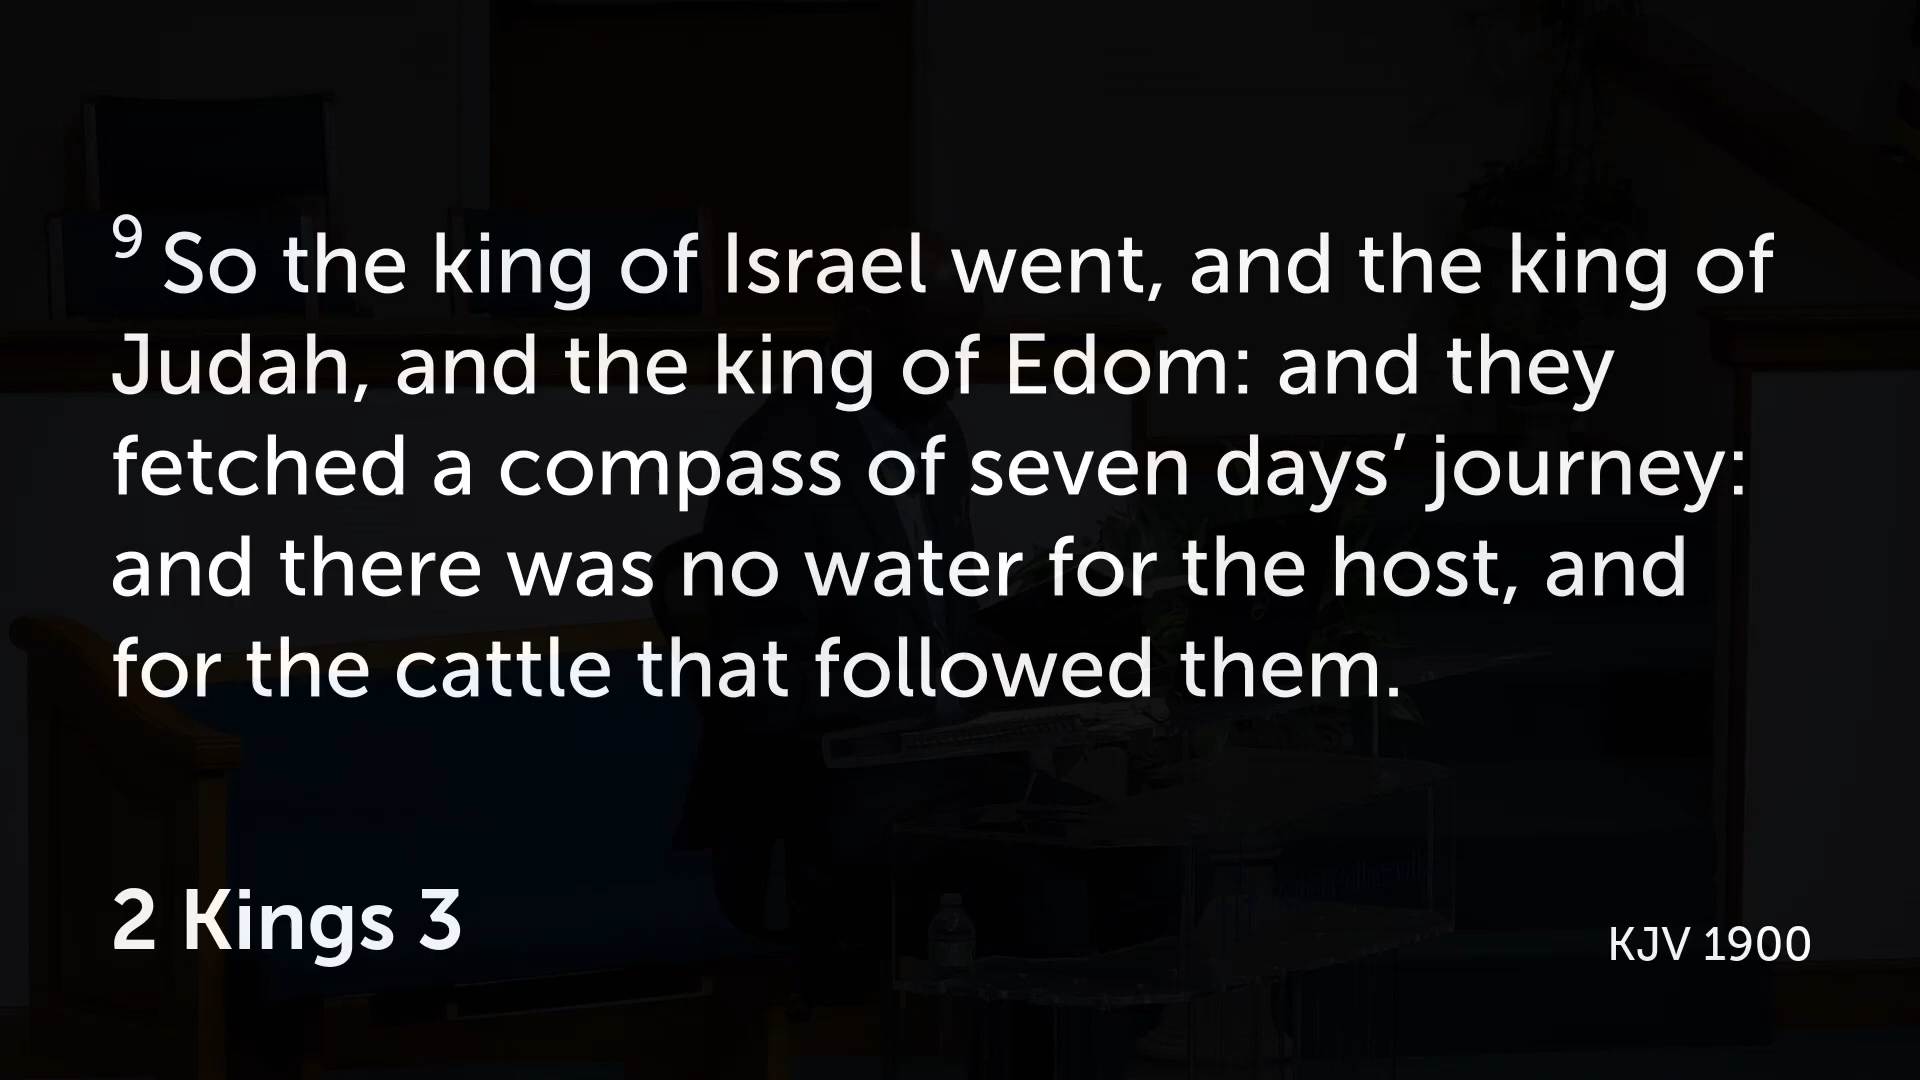 9 So the king of Israel went, and the king of
Judah, and the king of Edom: and they
fetched a compass of seven days’ journey:
and there was no water for the host, and
for the cattle that followed them.
2 Kings 3
KJV 1900